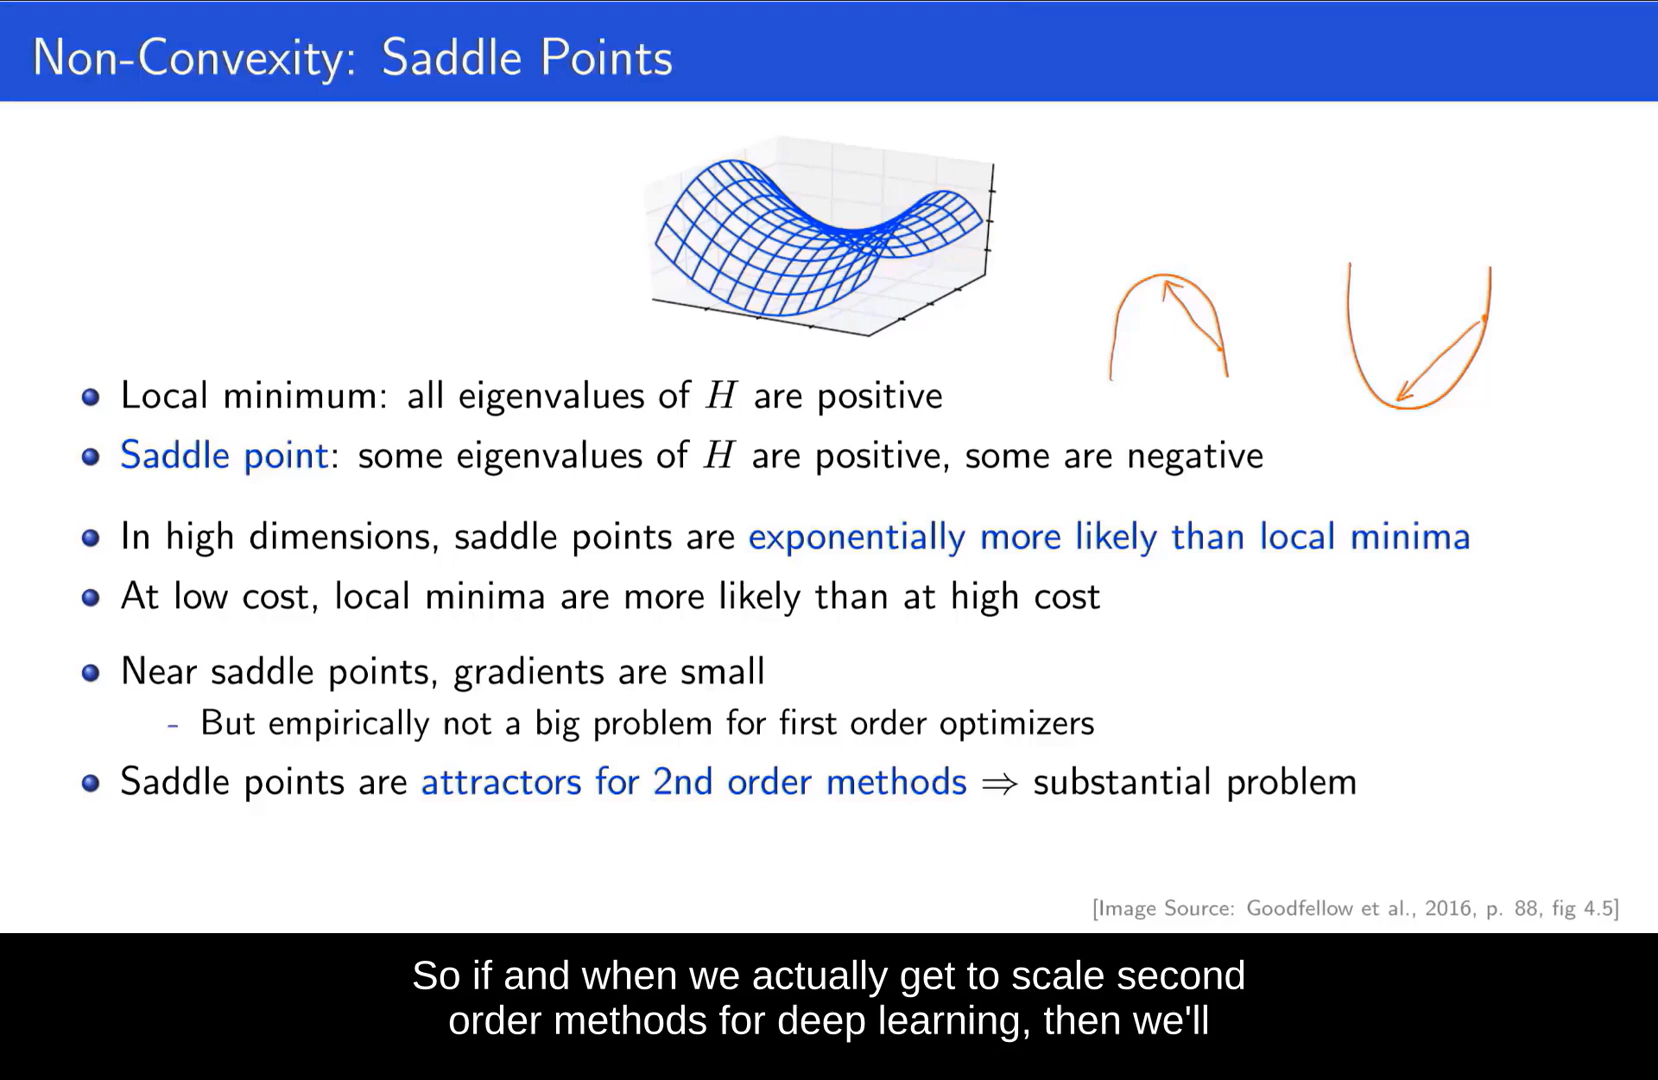 Non-Convexity: Saddle Points
Local minimum: all eigenvalues of H are positive
Saddle point: some eigenvalues of H are positive, some are negative
In high dimensions, saddle points are exponentially more likely than local minima
At low cost, local minima are more likely than at high cost
Near saddle points, gradients are small
- But empirically not a big problem for first order optimizers
Saddle points are attractors for 2nd order methods ⇒ substantial problem
[Image Source: Goodfellow et al., 2016, p. 88, fig 4.5]
So if and when we actually get to scale second
order methods for deep learning, then we'll